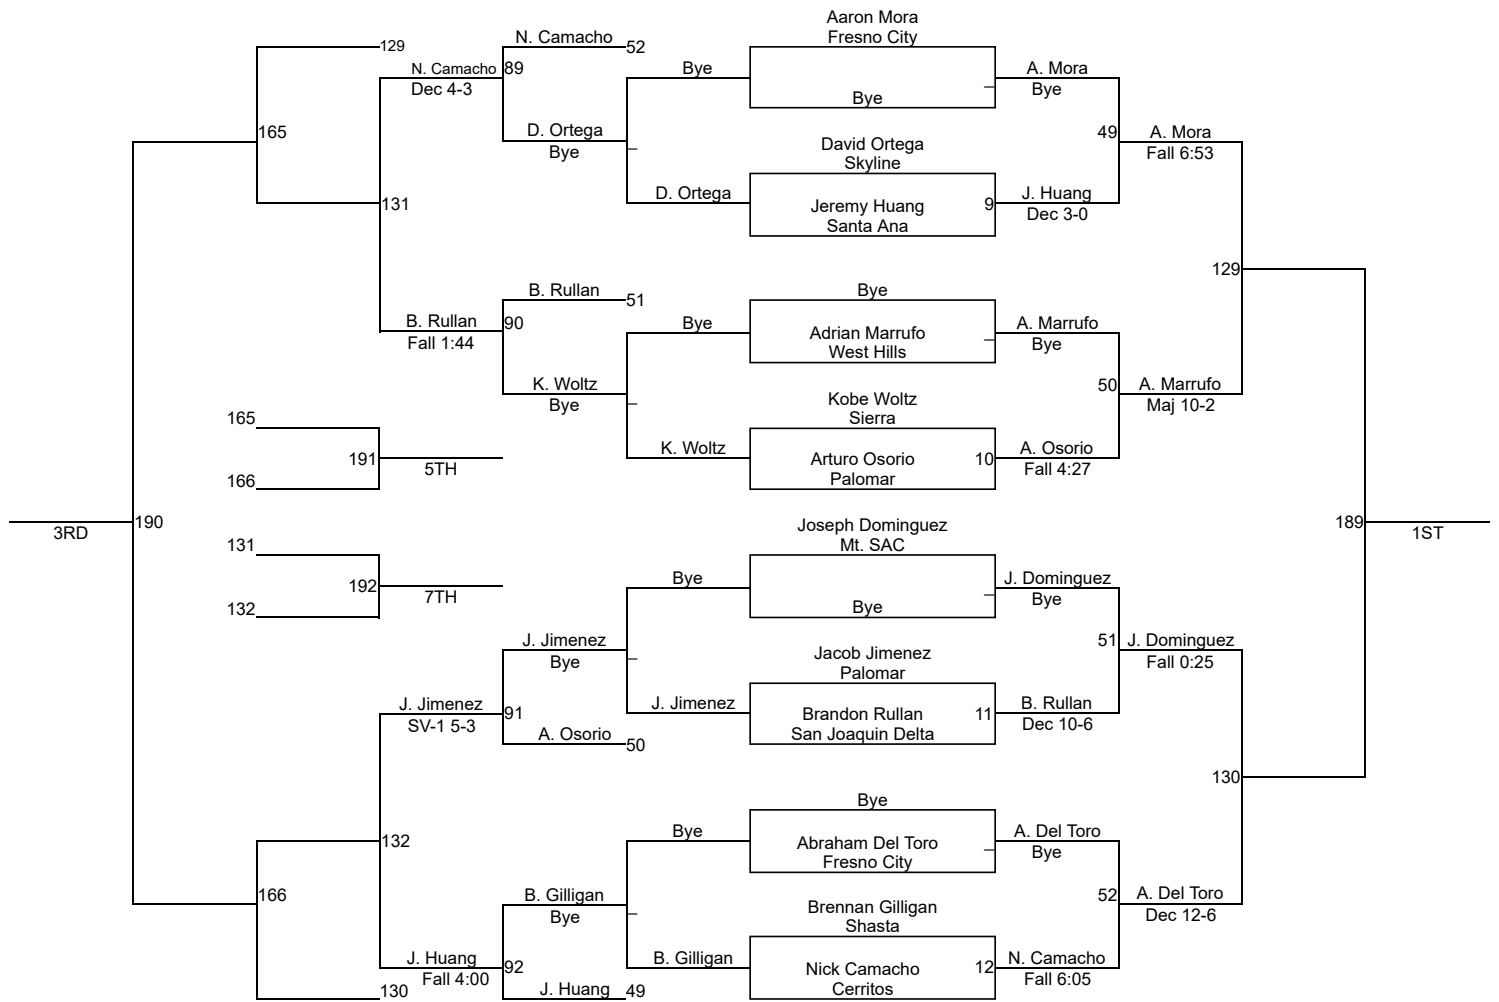 Aaron Mora
Fresno City
Bye
A. Mora
Bye
David Ortega
Skyline
Jeremy Huang
Santa Ana
9
J. Huang
Dec 3-0
49
A. Mora
Fall 6:53
Bye
Adrian Marrufo
West Hills
A. Marrufo
Bye
Kobe Woltz
Sierra
Arturo Osorio
Palomar
10
A. Osorio
Fall 4:27
50
A. Marrufo
Maj 10-2
129
Joseph Dominguez
Mt. SAC
Bye
J. Dominguez
Bye
Jacob Jimenez
Palomar
Brandon Rullan
San Joaquin Delta
11
B. Rullan
Dec 10-6
51
J. Dominguez
Fall 0:25
Bye
Abraham Del Toro
Fresno City
A. Del Toro
Bye
Brennan Gilligan
Shasta
Nick Camacho
Cerritos
12
N. Camacho
Fall 6:05
52
A. Del Toro
Dec 12-6
130
189
1ST
Bye
D. Ortega
D. Ortega
Bye
N. Camacho
52
89
N. Camacho
Dec 4-3
Bye
K. Woltz
K. Woltz
Bye
B. Rullan
51
90
B. Rullan
Fall 1:44
129
131
165
Bye
J. Jimenez
J. Jimenez
Bye
A. Osorio
50
91
J. Jimenez
SV-1 5-3
Bye
B. Gilligan
B. Gilligan
Bye
J. Huang
49
92
J. Huang
Fall 4:00
132
130
166
190
3RD
165
166
191
5TH
131
132
192
7TH